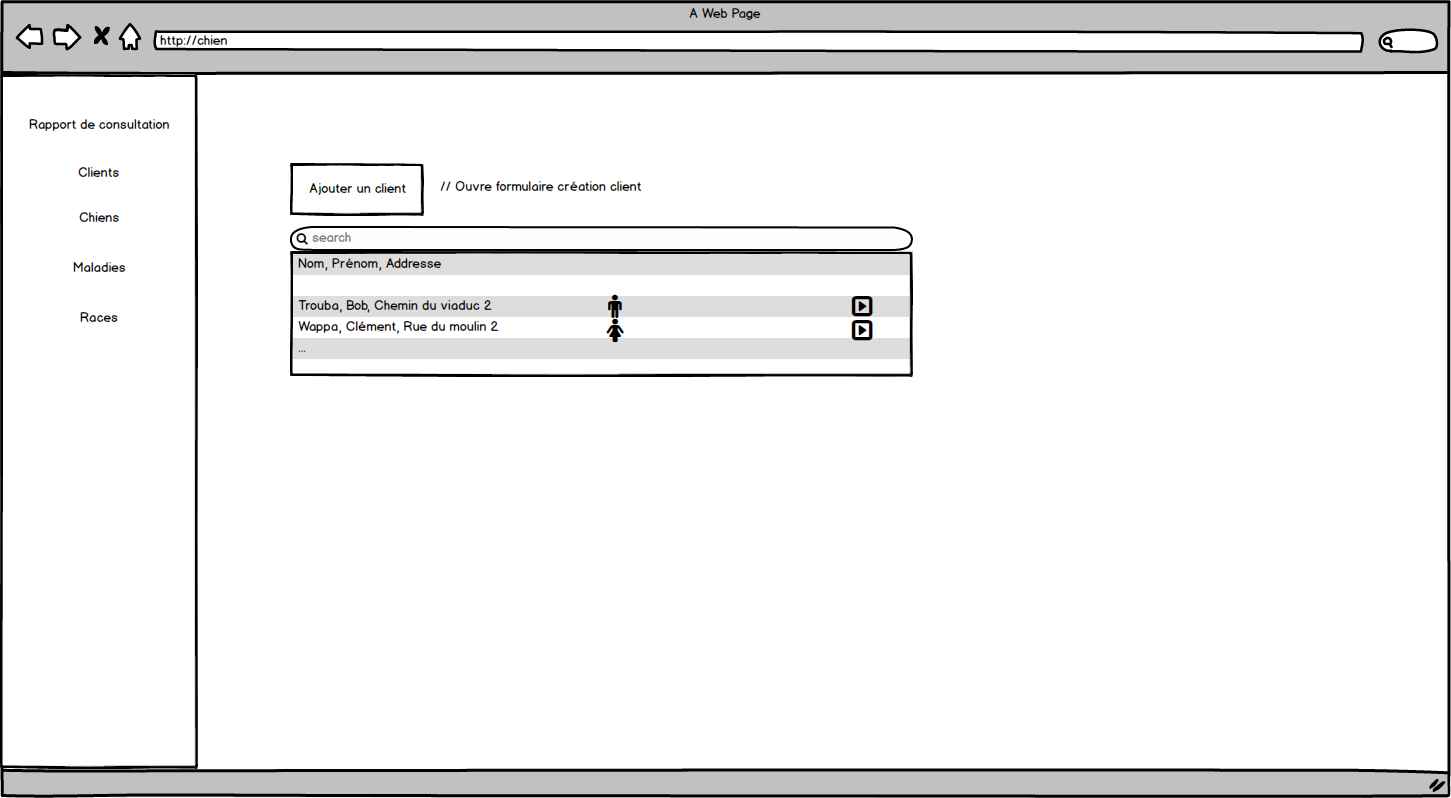 A Web Page
http://chien
Rapport de consultation
Clients
Chiens
Maladies
Races
Ajouter un client
// Ouvre formulaire création client
search
Nom, Prénom, Addresse
Trouba, Bob, Chemin du viaduc 2
Wappa, Clément, Rue du moulin 2
...